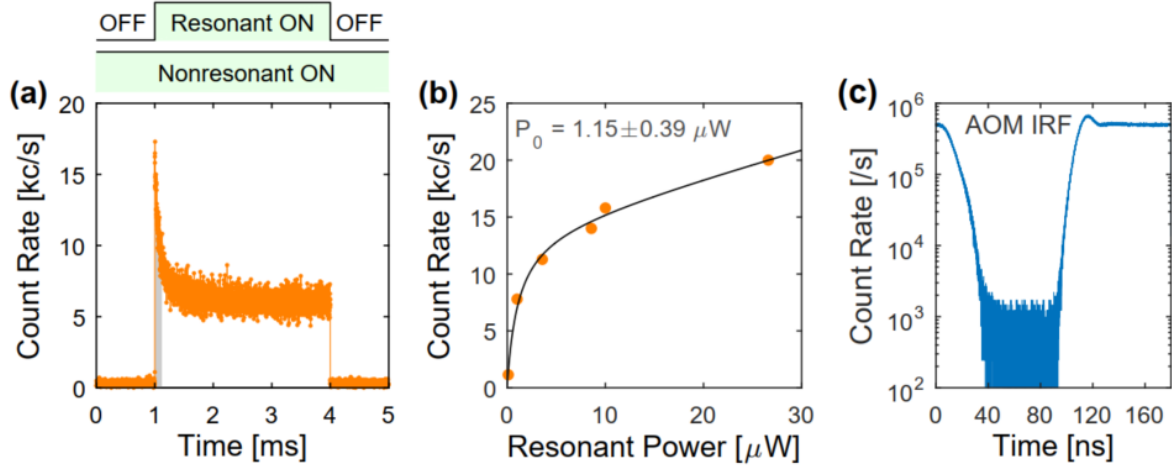 OFF Resonant ON OFF
Nonresonant ON
(a)
20
15
10
5
0
Count Rate [kc/s]
0 1 2 3 4 5
Time [ms]
(b)
P0 = 1.15±0.39 μW
25
20
15
10
5
0
Count Rate [kc/s]
0 10 20 30
Resonant Power [μW]
(c)
AOM IRF
10^6
10^5
10^4
10^3
10^2
Count Rate [/s]
0 40 80 120 160
Time [ns]